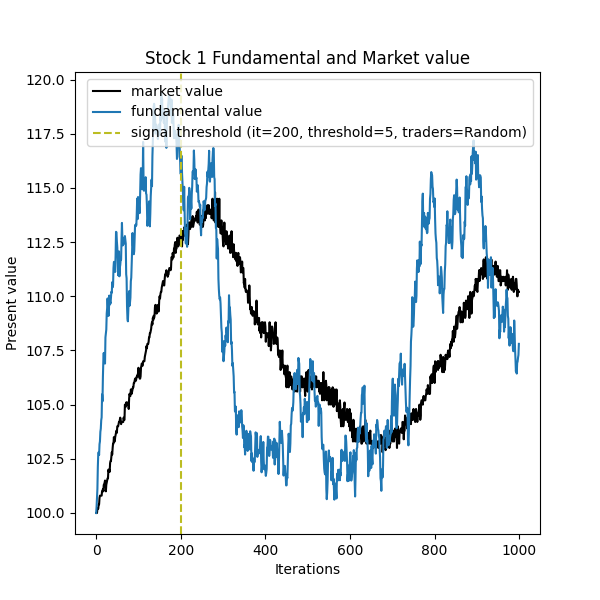 Stock 1 Fundamental and Market value
market value
fundamental value
signal threshold (it=200, threshold=5, traders=Random)
Present value
120.0
117.5
115.0
112.5
110.0
107.5
105.0
102.5
100.0
0 200 400 600 800 1000
Iterations